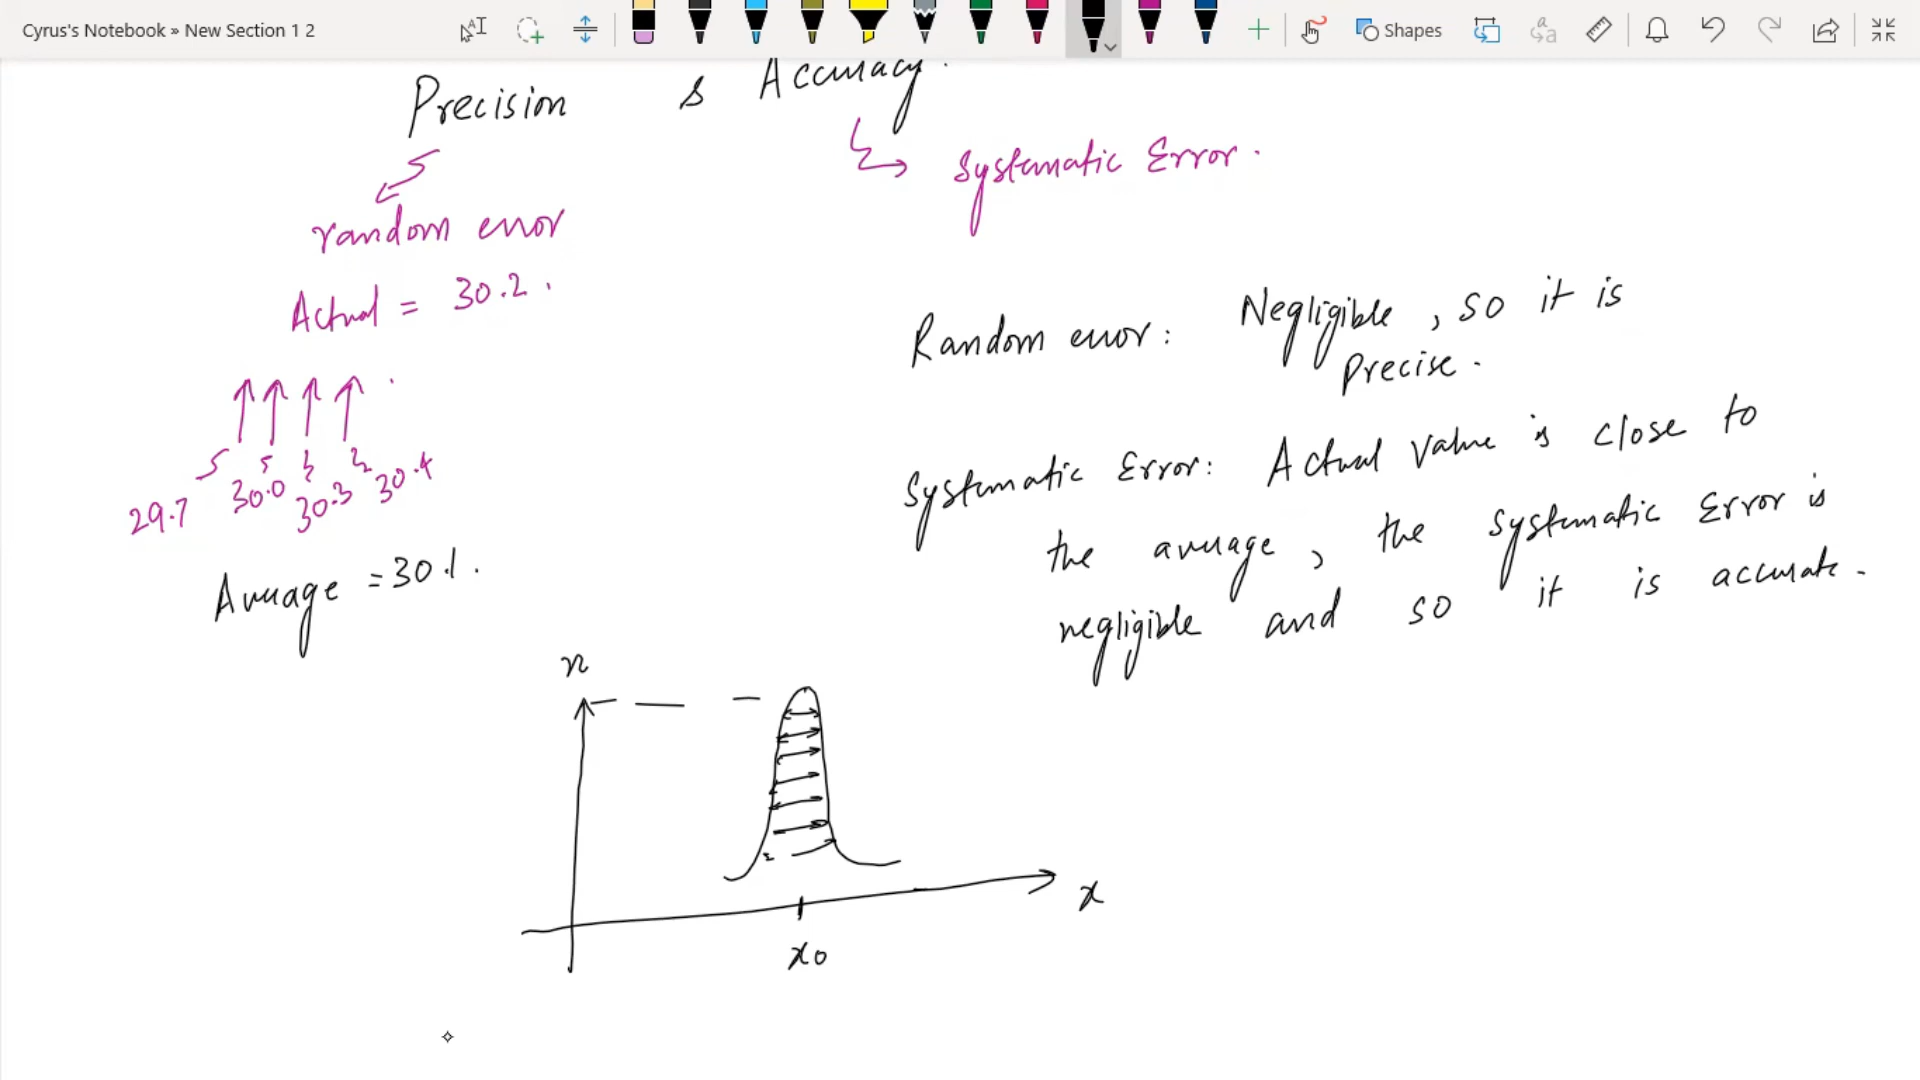 Cyrus's Notebook » New Section 1 2
Shapes
Precision & Accuracy.
Systematic Error.
random error
Actual = 30.2.
Random error: Negligible, so it is
Precise.
Systematic Error: Actual Value is close to
the average, the Systematic Error is
negligible and so it is accurate.
29.7 30.0 30.3 30.4
Average = 30.1.
n
x
x0